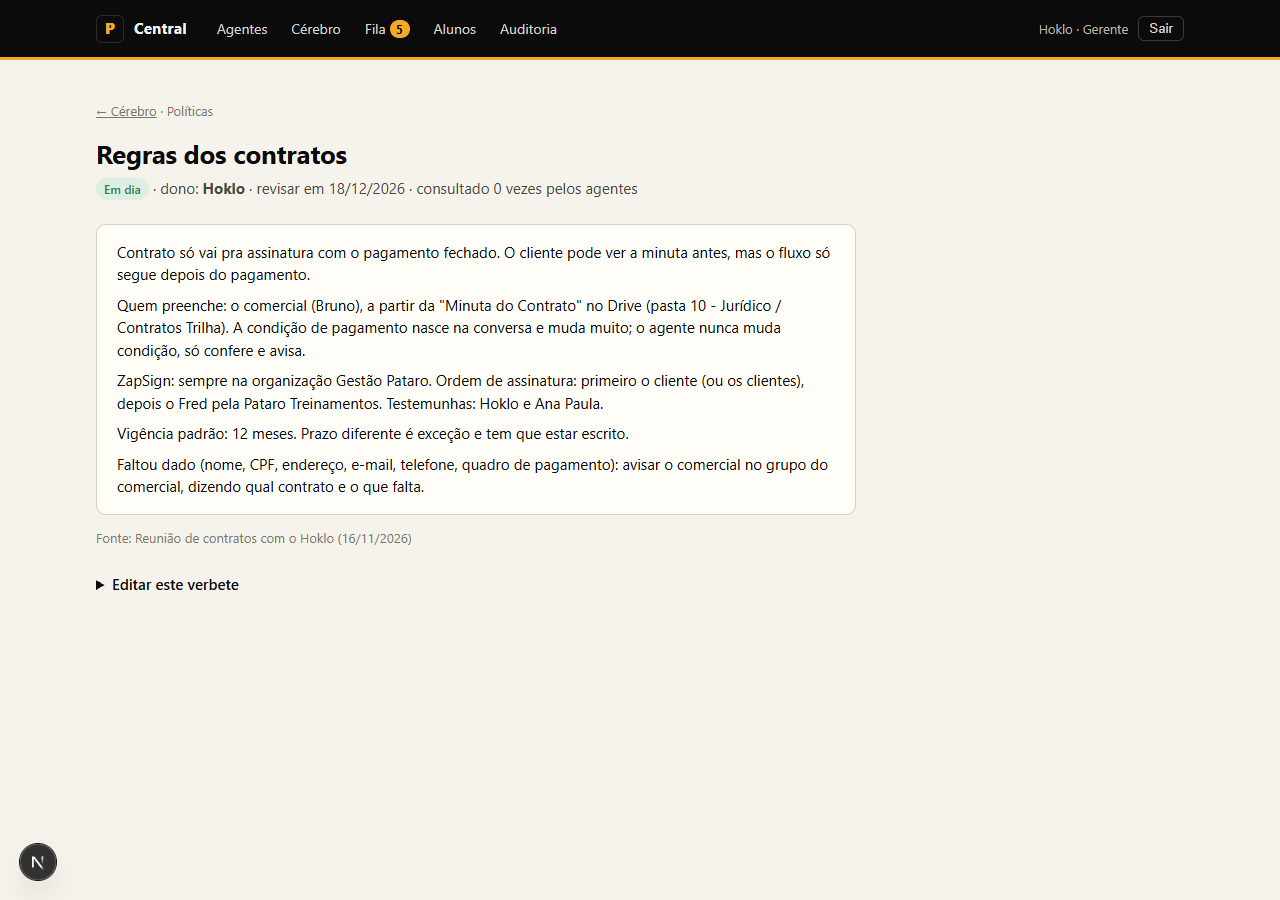 P Central Agentes Cérebro Fila 5 Alunos Auditoria Hoklo · Gerente Sair
← Cérebro · Políticas
Regras dos contratos
Em dia · dono: Hoklo · revisar em 18/12/2026 · consultado 0 vezes pelos agentes
Contrato só vai pra assinatura com o pagamento fechado. O cliente pode ver a minuta antes, mas o fluxo só
segue depois do pagamento.
Quem preenche: o comercial (Bruno), a partir da "Minuta do Contrato" no Drive (pasta 10 - Jurídico /
Contratos Trilha). A condição de pagamento nasce na conversa e muda muito; o agente nunca muda
condição, só confere e avisa.
ZapSign: sempre na organização Gestão Pataro. Ordem de assinatura: primeiro o cliente (ou os clientes),
depois o Fred pela Pataro Treinamentos. Testemunhas: Hoklo e Ana Paula.
Vigência padrão: 12 meses. Prazo diferente é exceção e tem que estar escrito.
Faltou dado (nome, CPF, endereço, e-mail, telefone, quadro de pagamento): avisar o comercial no grupo do
comercial, dizendo qual contrato e o que falta.
Fonte: Reunião de contratos com o Hoklo (16/11/2026)
▶ Editar este verbete
N